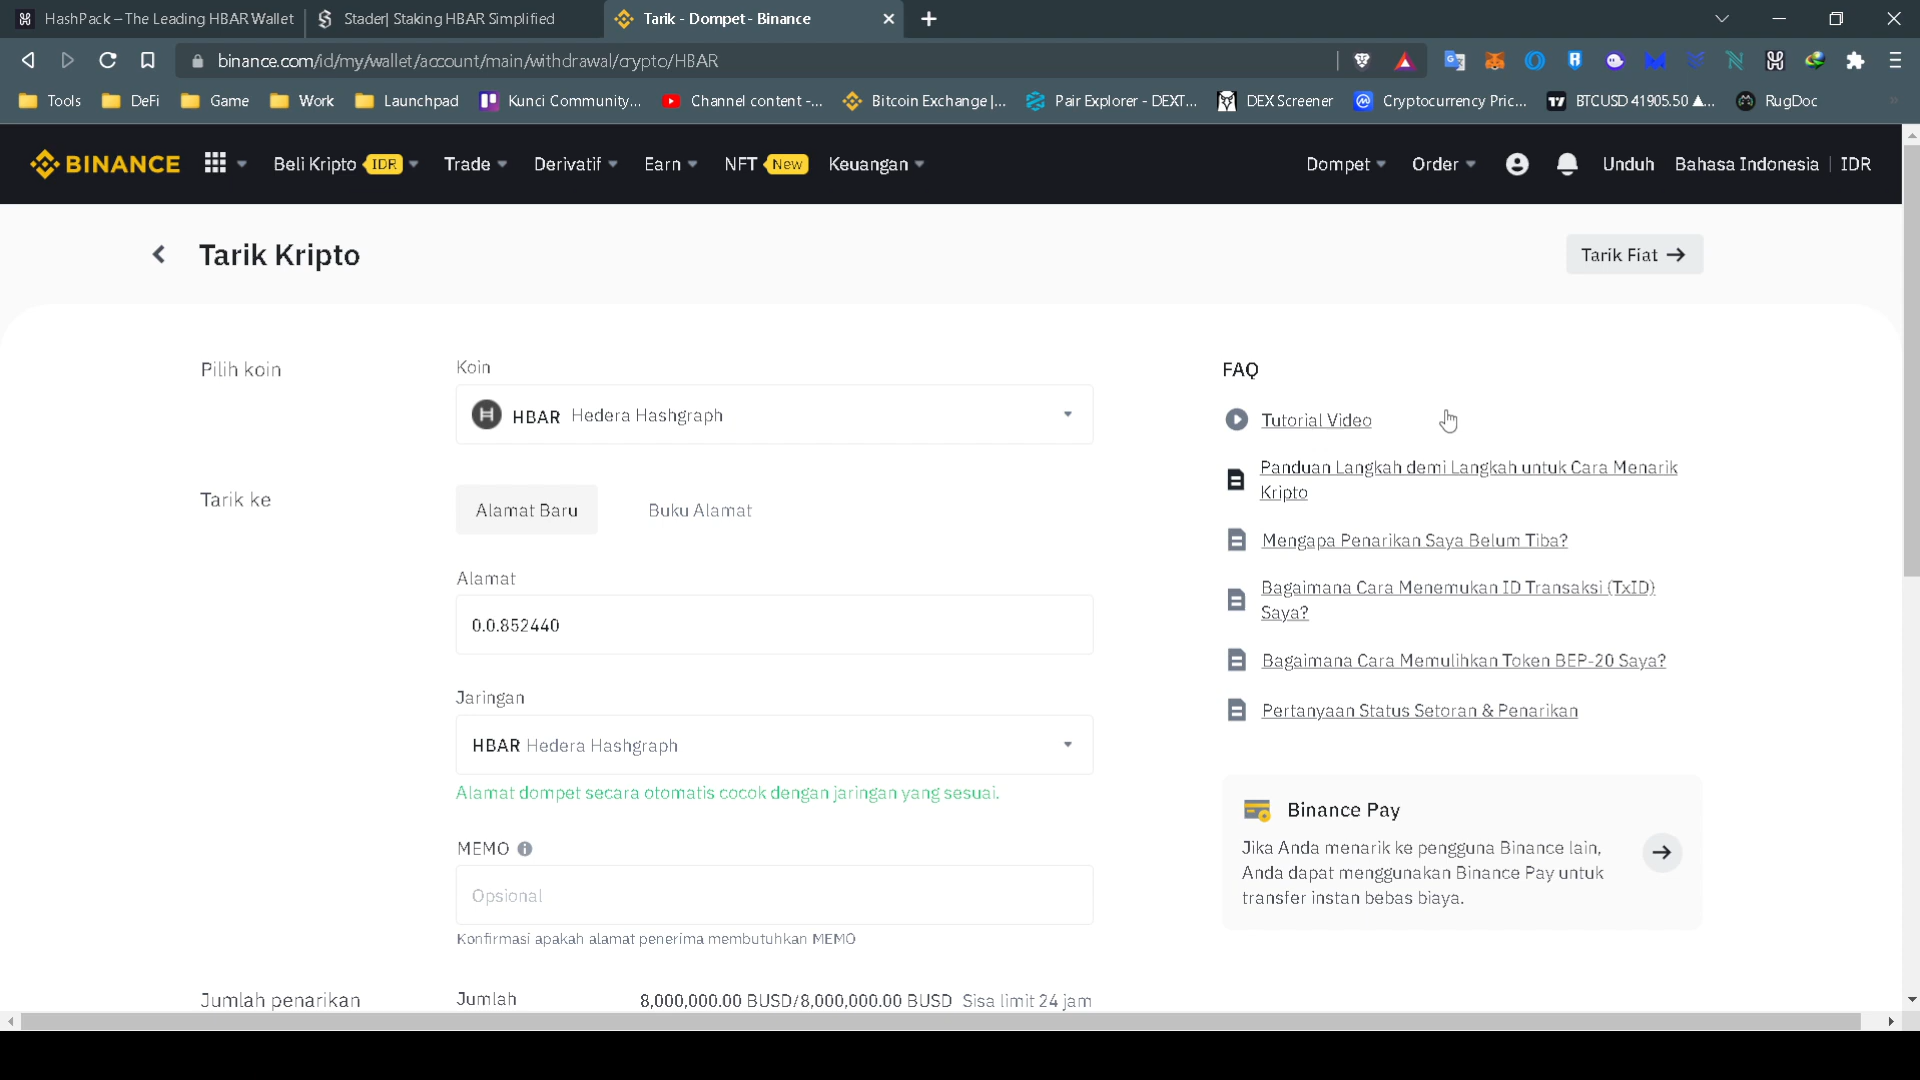 HashPack – The Leading HBAR Wallet
Stader| Staking HBAR Simplified
Tarik - Dompet - Binance
binance.com/id/my/wallet/account/main/withdrawal/crypto/HBAR
Tools
DeFi
Game
Work
Launchpad
Kunci Community...
Channel content -...
Bitcoin Exchange |...
Pair Explorer - DEXT...
DEX Screener
Cryptocurrency Pric...
BTCUSD 41905.50 ▲...
RugDoc
BINANCE
Beli Kripto IDR
Trade
Derivatif
Earn
NFT New
Keuangan
Dompet
Order
Unduh
Bahasa Indonesia | IDR
Tarik Kripto
Tarik Fiat →
Pilih koin
Koin
HBAR Hedera Hashgraph
Tarik ke
Alamat Baru
Buku Alamat
Alamat
0.0.852440
Jaringan
HBAR Hedera Hashgraph
Alamat dompet secara otomatis cocok dengan jaringan yang sesuai.
MEMO
Opsional
Konfirmasi apakah alamat penerima membutuhkan MEMO
Jumlah penarikan
Jumlah
8,000,000.00 BUSD/8,000,000.00 BUSD Sisa limit 24 jam
FAQ
Tutorial Video
Panduan Langkah demi Langkah untuk Cara Menarik
Kripto
Mengapa Penarikan Saya Belum Tiba?
Bagaimana Cara Menemukan ID Transaksi (TxID)
Saya?
Bagaimana Cara Memulihkan Token BEP-20 Saya?
Pertanyaan Status Setoran & Penarikan
Binance Pay
Jika Anda menarik ke pengguna Binance lain,
Anda dapat menggunakan Binance Pay untuk
transfer instan bebas biaya.